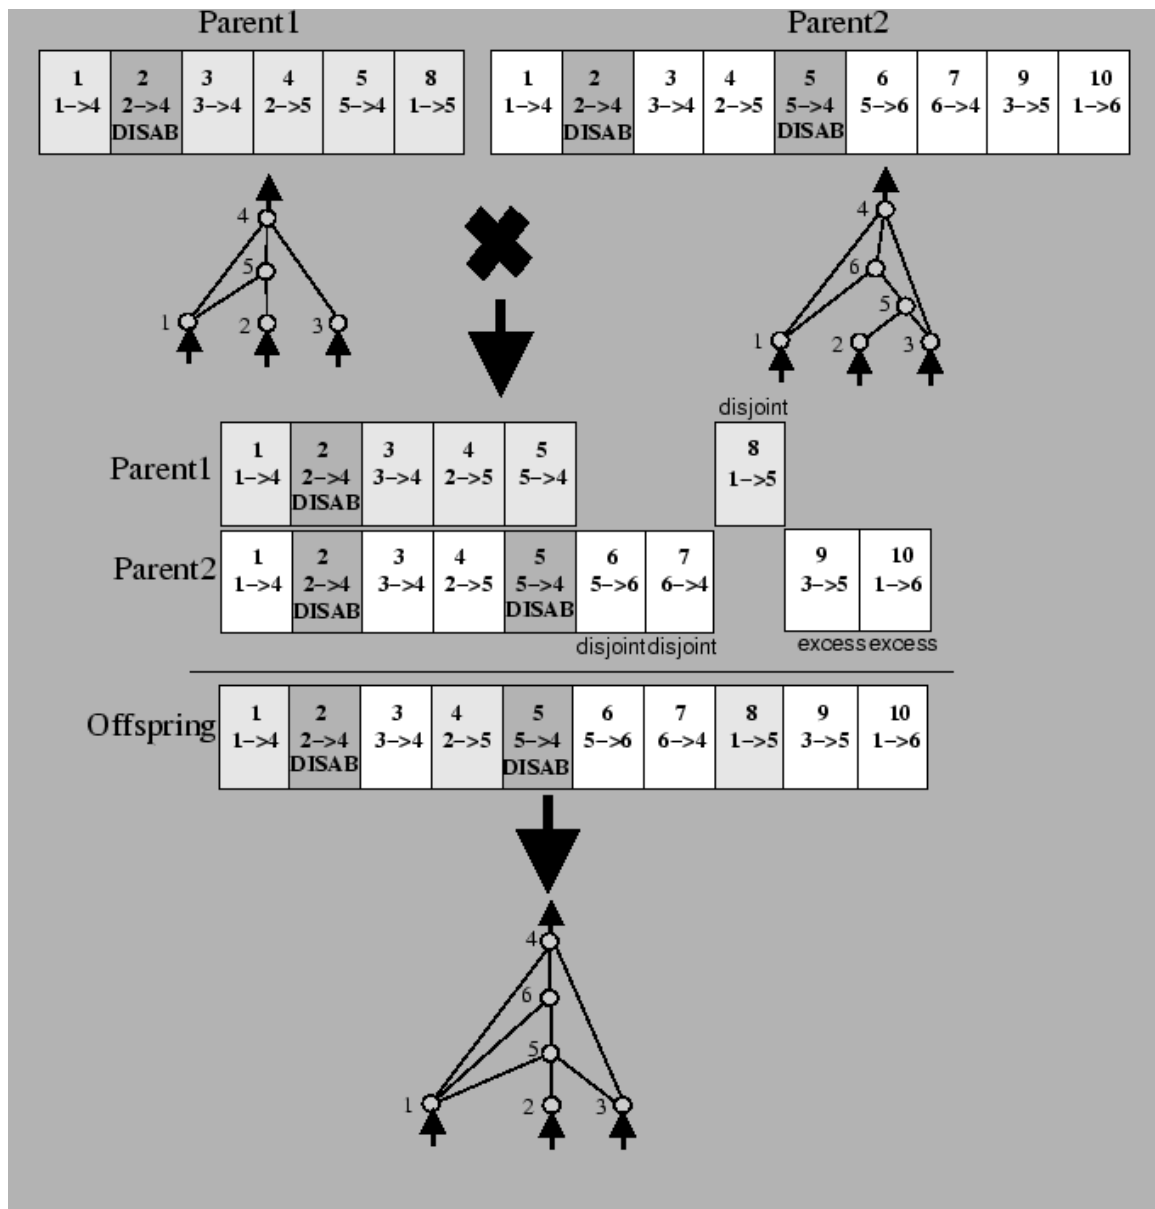 Parent1
Parent2
1 2 3 4 5 8
1->4 2->4 3->4 2->5 5->4 1->5
DISAB
1 2 3 4 5 6 7 9 10
1->4 2->4 3->4 2->5 5->4 5->6 6->4 3->5 1->6
DISAB DISAB
4
5
1 2 3
4
6
5
1 2 3
disjoint
Parent1
1 2 3 4 5 8
1->4 2->4 3->4 2->5 5->4 1->5
DISAB
Parent2
1 2 3 4 5 6 7 9 10
1->4 2->4 3->4 2->5 5->4 5->6 6->4 3->5 1->6
DISAB DISAB
disjoint disjoint excess excess
Offspring
1 2 3 4 5 6 7 8 9 10
1->4 2->4 3->4 2->5 5->4 5->6 6->4 1->5 3->5 1->6
DISAB DISAB
4
6
5
1 2 3